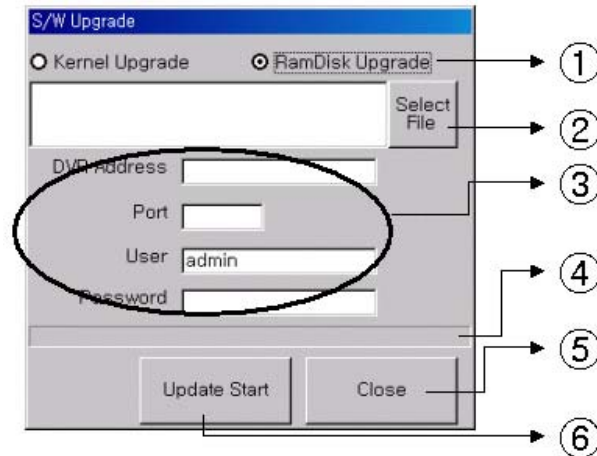 S/W Upgrade
Kernel Upgrade RamDisk Upgrade ①
Select
File ②
DVR Address ③
Port
User admin
Password ④
⑤
Update Start Close
⑥